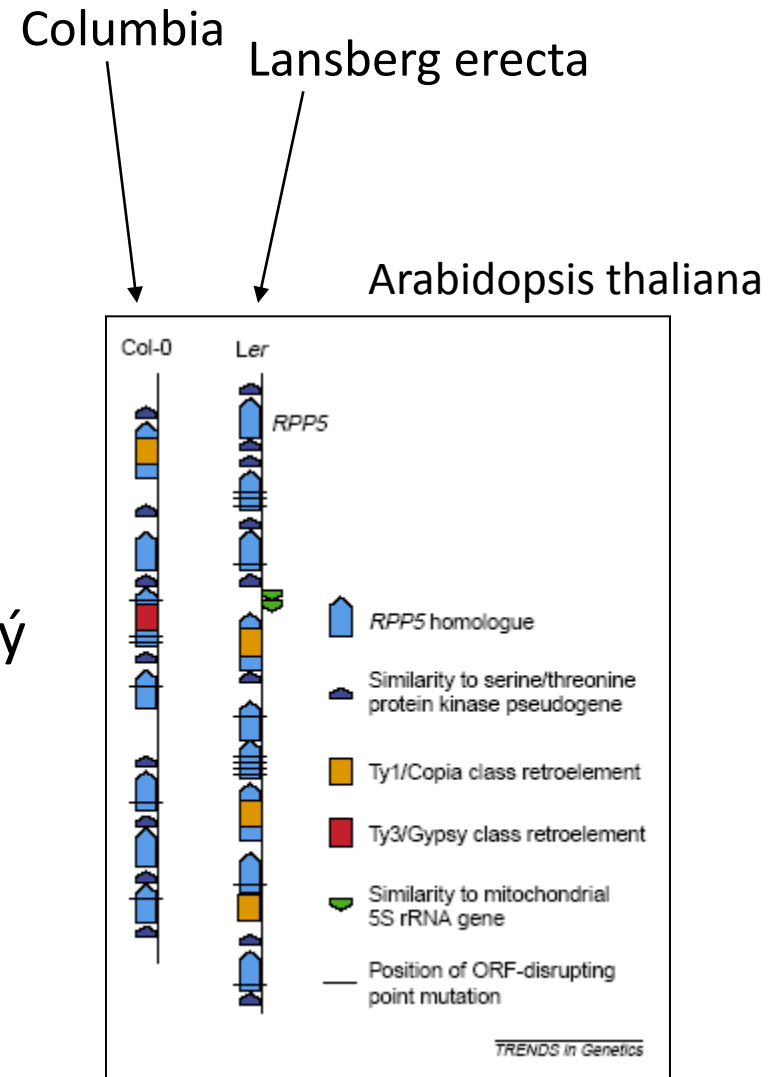 Columbia
Lansberg erecta
Arabidopsis thaliana
Col-0
Ler
RPP5
ý
RPP5 homologue
Similarity to serine/threonine
protein kinase pseudogene
Ty1/Copia class retroelement
Ty3/Gypsy class retroelement
Similarity to mitochondrial
5S rRNA gene
Position of ORF-disrupting
point mutation
TRENDS in Genetics